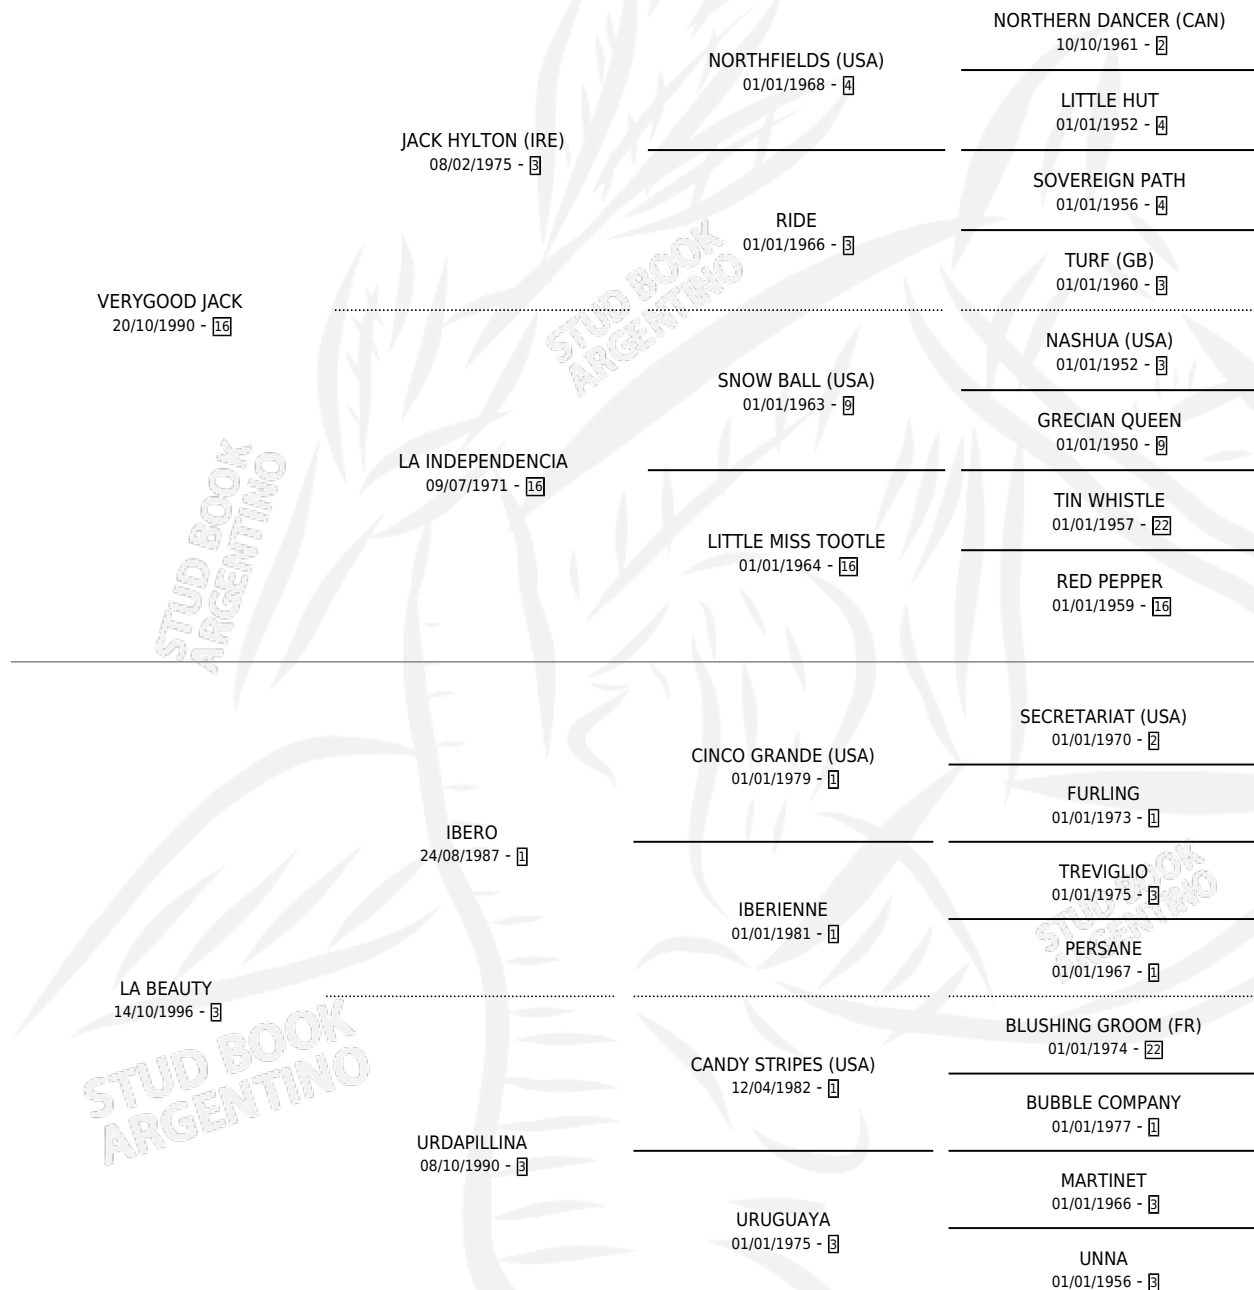 NORTHERN DANCER (CAN)
10/10/1961 - 2
NORTHFIELDS (USA)
01/01/1968 - 4
LITTLE HUT
01/01/1952 - 4
JACK HYLTON (IRE)
08/02/1975 - 3
SOVEREIGN PATH
01/01/1956 - 4
RIDE
01/01/1966 - 3
TURF (GB)
01/01/1960 - 3
VERYGOOD JACK
20/10/1990 - 16
NASHUA (USA)
01/01/1952 - 3
SNOW BALL (USA)
01/01/1963 - 9
GRECIAN QUEEN
01/01/1950 - 9
LA INDEPENDENCIA
09/07/1971 - 16
TIN WHISTLE
01/01/1957 - 22
LITTLE MISS TOOTLE
01/01/1964 - 16
RED PEPPER
01/01/1959 - 16
STUD BOOK
ARGENTINO
STUD BOOK
ARGENTINO
SECRETARIAT (USA)
01/01/1970 - 2
CINCO GRANDE (USA)
01/01/1979 - 1
FURLING
01/01/1973 - 1
IBERO
24/08/1987 - 1
TREVIGLIO
01/01/1975 - 3
IBERIENNE
01/01/1981 - 1
PERSANE
01/01/1967 - 1
STUD BOOK
ARGENTINO
LA BEAUTY
14/10/1996 - 3
BLUSHING GROOM (FR)
01/01/1974 - 22
CANDY STRIPES (USA)
12/04/1982 - 1
BUBBLE COMPANY
01/01/1977 - 1
STUD BOOK
ARGENTINO
URDAPILLINA
08/10/1990 - 3
MARTINET
01/01/1966 - 3
URUGUAYA
01/01/1975 - 3
UNNA
01/01/1956 - 3